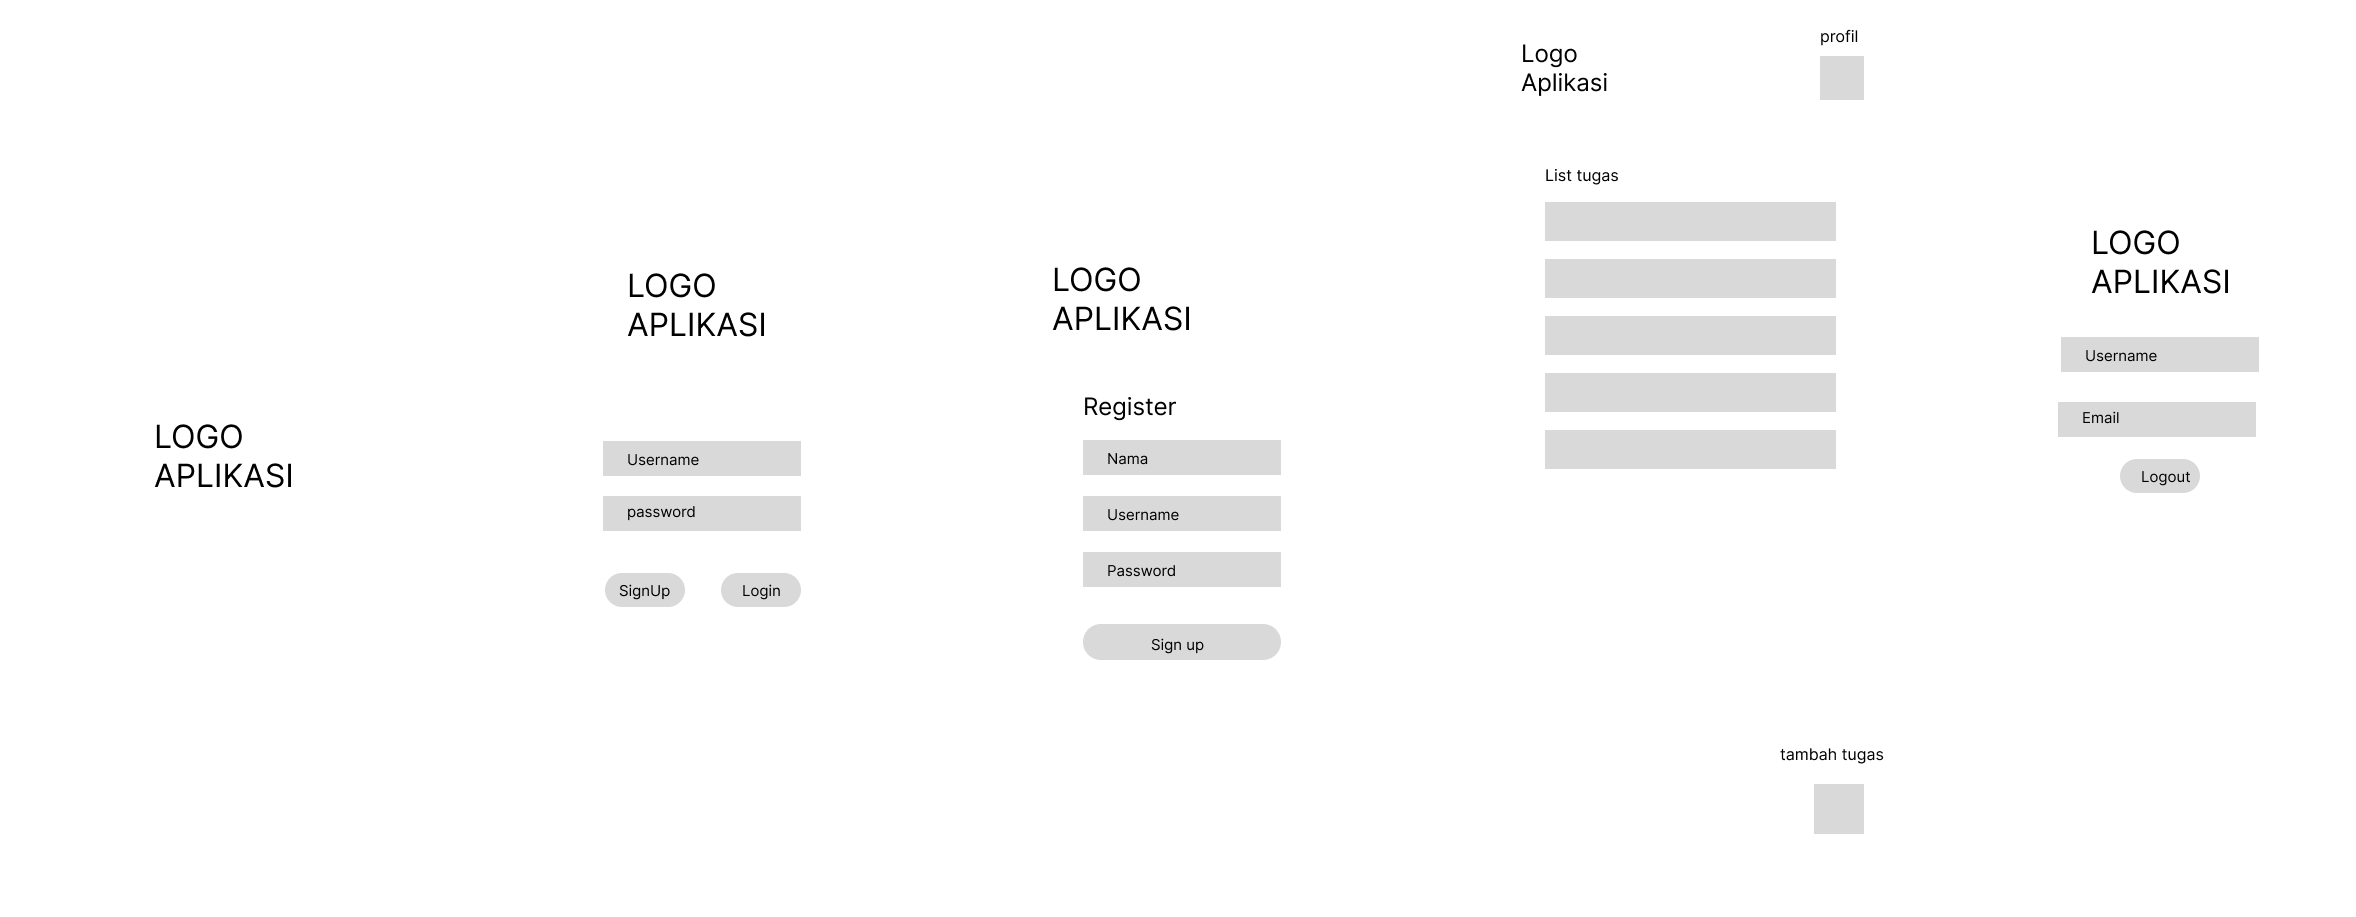 LOGO
APLIKASI
LOGO
APLIKASI
Username
password
SignUp
Login
LOGO
APLIKASI
Register
Nama
Username
Password
Sign up
Logo
Aplikasi
profil
List tugas
tambah tugas
LOGO
APLIKASI
Username
Email
Logout